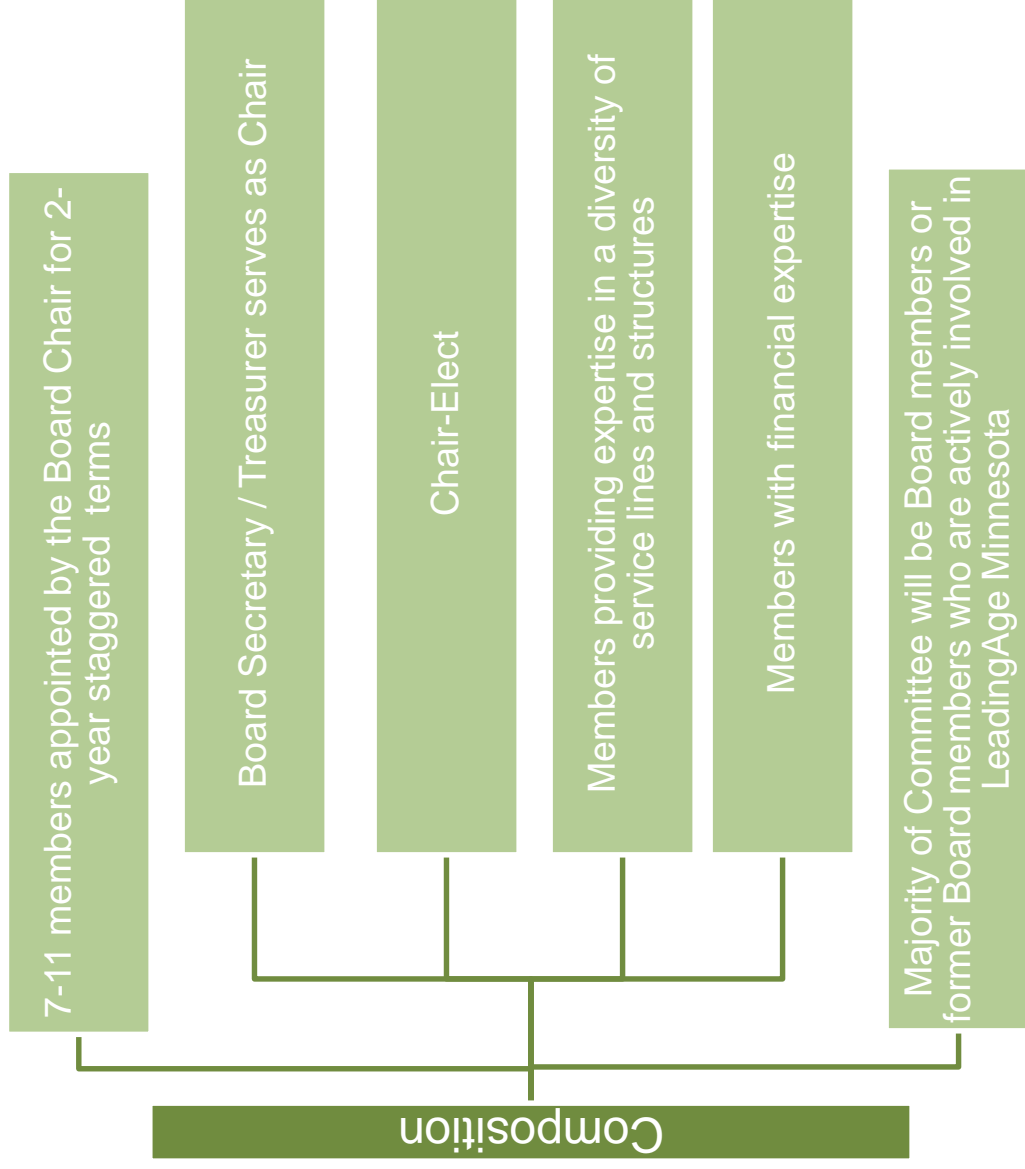 Composition
7-11 members appointed by the Board Chair for 2-
year staggered terms
Board Secretary / Treasurer serves as Chair
Chair-Elect
Members providing expertise in a diversity of
service lines and structures
Members with financial expertise
Majority of Committee will be Board members or
former Board members who are actively involved in
LeadingAge Minnesota